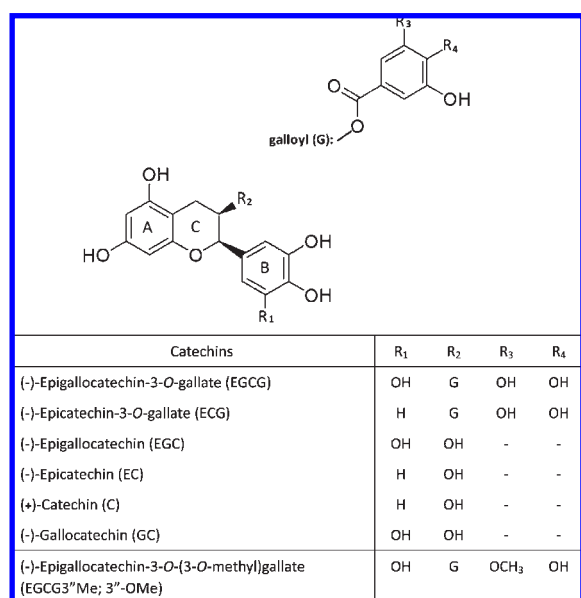 R₃
R₄
O
OH
galloyl (G):
O
OH
R₂
A
C
HO
O
B
OH
OH
R₁
Catechins R₁ R₂ R₃ R₄
(-)-Epigallocatechin-3-O-gallate (EGCG) OH G OH OH
(-)-Epicatechin-3-O-gallate (ECG) H G OH OH
(-)-Epigallocatechin (EGC) OH OH - -
(-)-Epicatechin (EC) H OH - -
(+)-Catechin (C) H OH - -
(-)-Gallocatechin (GC) OH OH - -
(-)-Epigallocatechin-3-O-(3-O-methyl)gallate OH G OCH₃ OH
(EGCG3”Me; 3”-OMe)